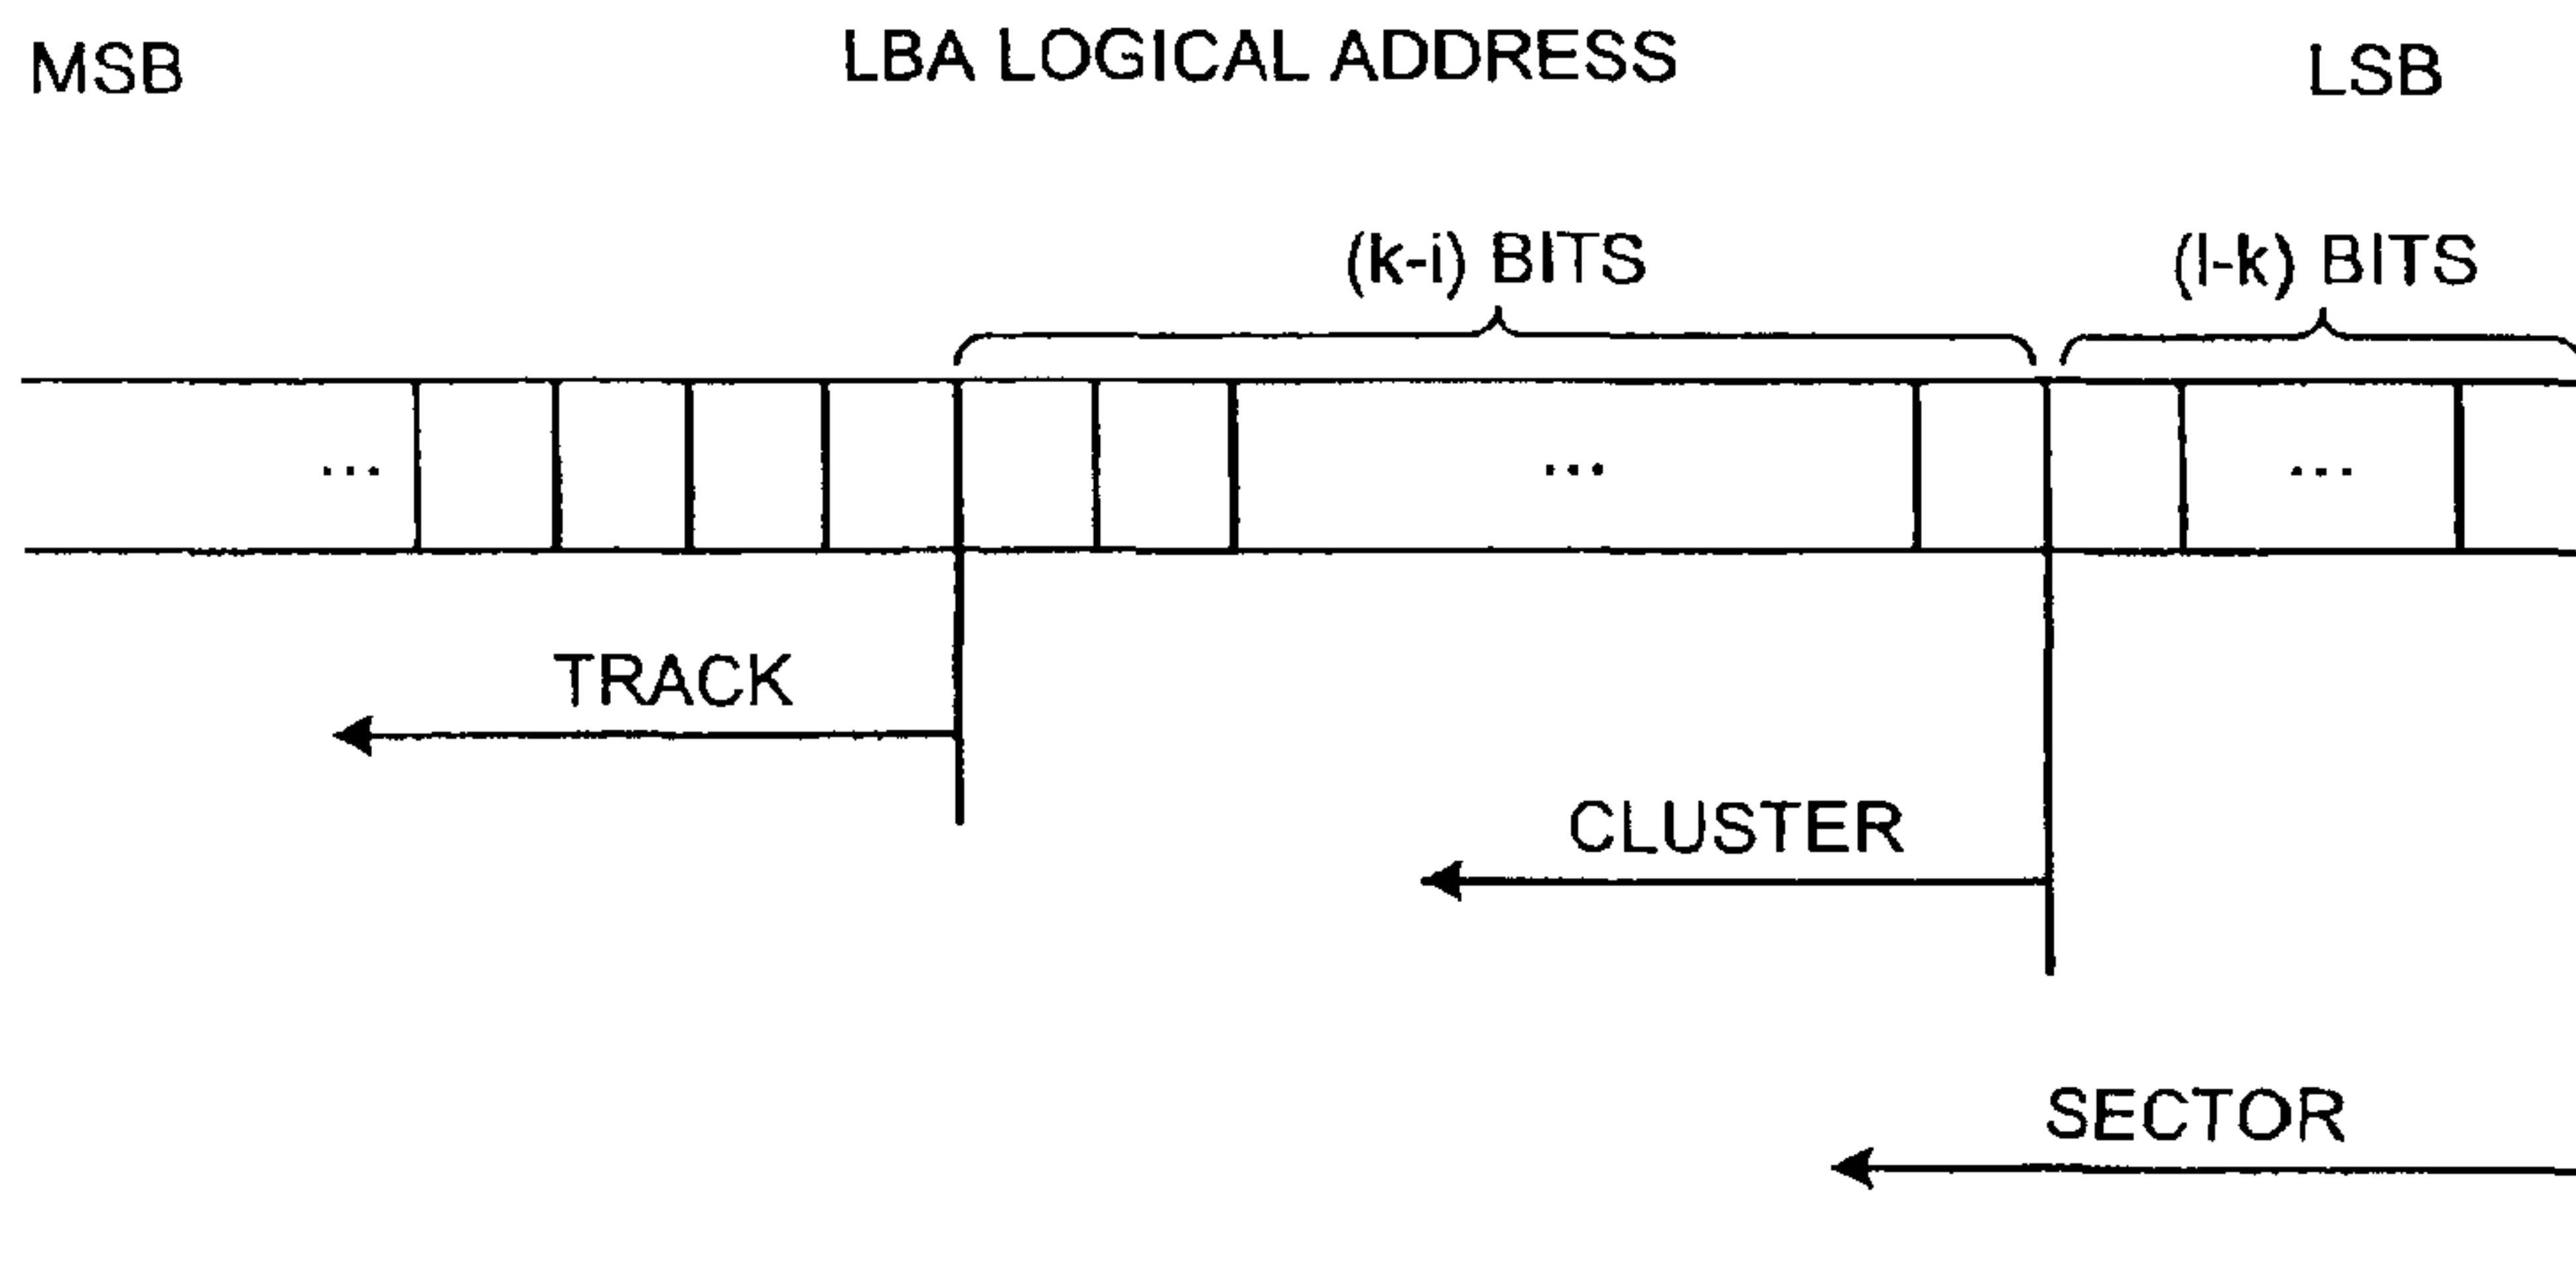 MSB LBA LOGICAL ADDRESS LSB
(k-i) BITS (l-k) BITS
... ... ...
TRACK
CLUSTER
SECTOR